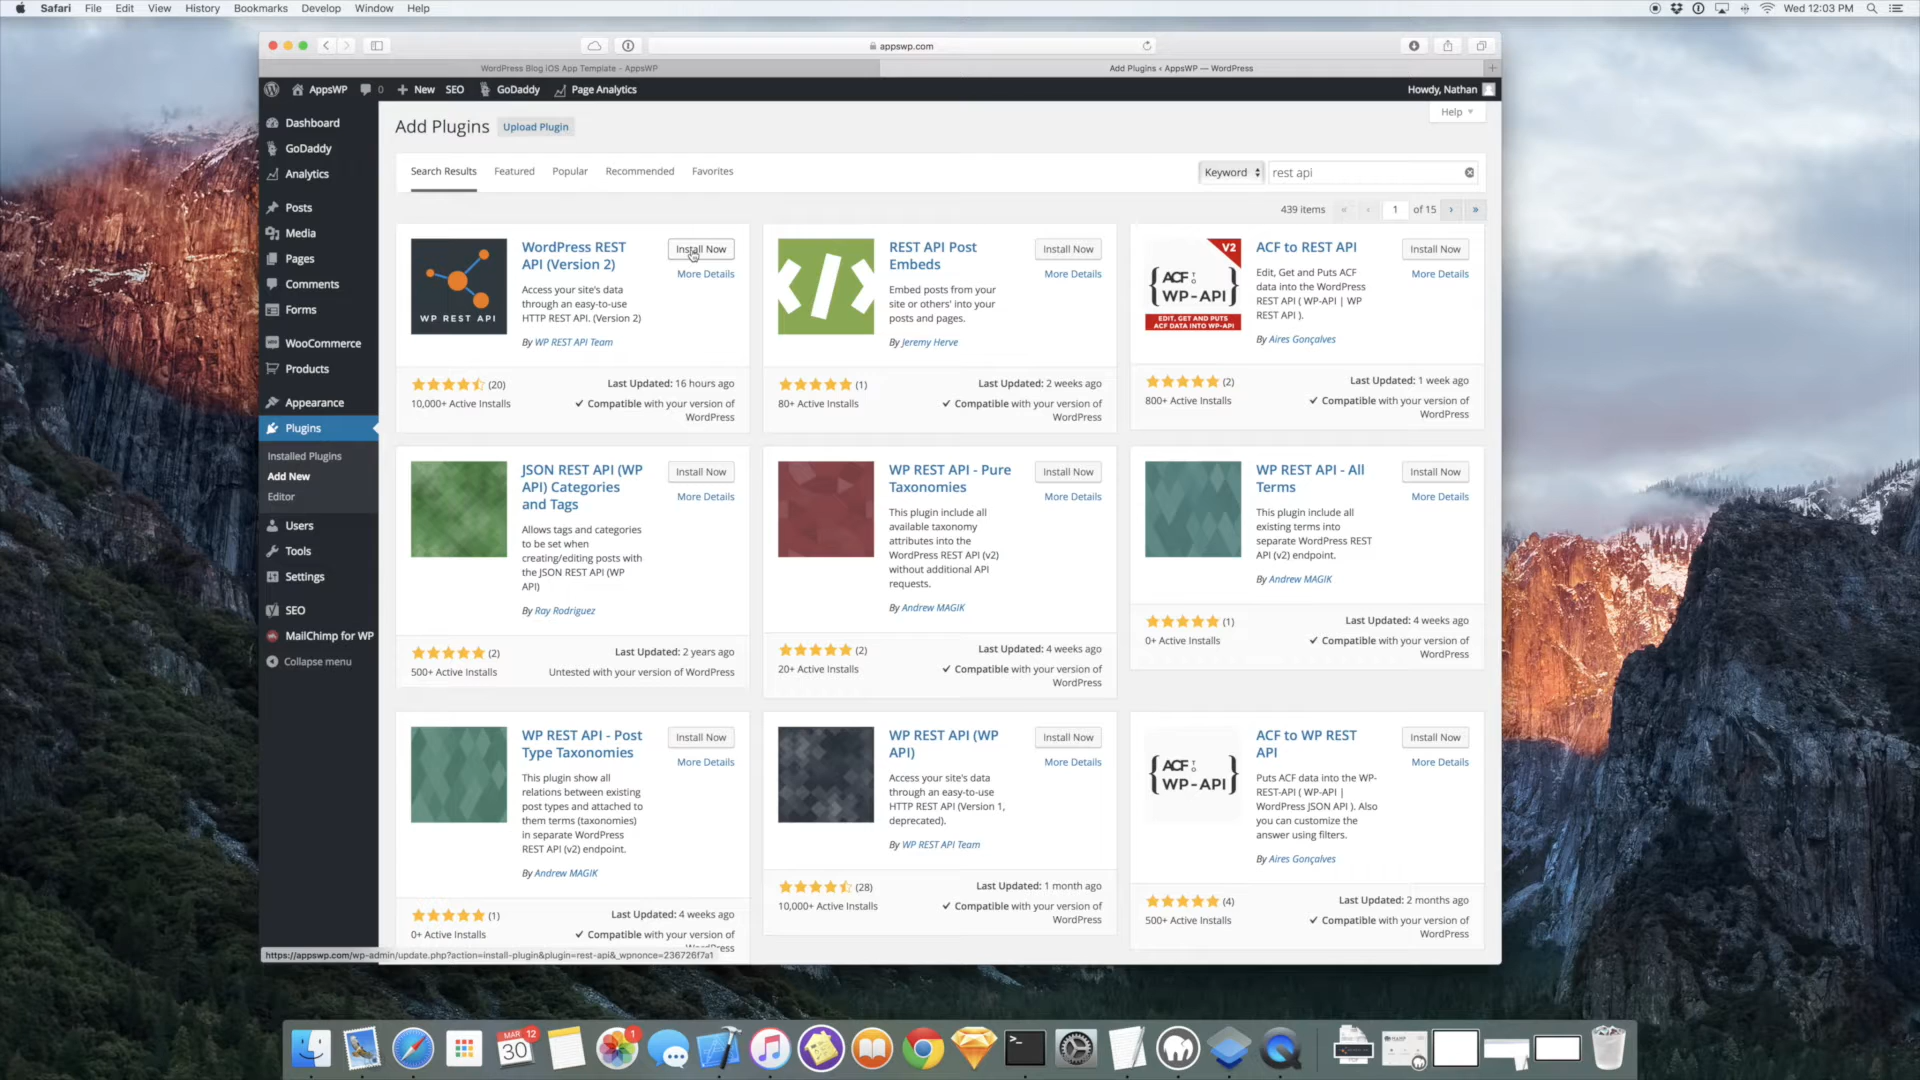 Safari File Edit View History Bookmarks Develop Window Help
Wed 12:03 PM
appswp.com
WordPress Blog iOS App Template - AppsWP
Add Plugins ‹ AppsWP — WordPress
AppsWP 0 New SEO GoDaddy Page Analytics
Howdy, Nathan
Dashboard
GoDaddy
Analytics
Posts
Media
Pages
Comments
Forms
WooCommerce
Products
Appearance
Plugins
Installed Plugins
Add New
Editor
Users
Tools
Settings
SEO
MailChimp for WP
Collapse menu
Help
Add Plugins Upload Plugin
Search Results Featured Popular Recommended Favorites
Keyword rest api
439 items « ‹ 1 of 15 › »
WP REST API
WordPress REST
API (Version 2)
Install Now
More Details
Access your site's data
through an easy-to-use
HTTP REST API. (Version 2)
By WP REST API Team
(20)
Last Updated: 16 hours ago
10,000+ Active Installs
✓ Compatible with your version of
WordPress
REST API Post
Embeds
Install Now
More Details
Embed posts from your
site or others' into your
posts and pages.
By Jeremy Herve
(1)
Last Updated: 2 weeks ago
80+ Active Installs
✓ Compatible with your version of
WordPress
V2
{ACF TO
WP-API}
EDIT, GET AND PUTS
ACF DATA INTO WP-API
ACF to REST API
Install Now
More Details
Edit, Get and Puts ACF
data into the WordPress
REST API ( WP-API | WP
REST API ).
By Aires Gonçalves
(2)
Last Updated: 1 week ago
800+ Active Installs
✓ Compatible with your version of
WordPress
JSON REST API (WP
API) Categories
and Tags
Install Now
More Details
Allows tags and categories
to be set when
creating/editing posts with
the JSON REST API (WP
API)
By Ray Rodriguez
(2)
Last Updated: 2 years ago
500+ Active Installs
Untested with your version of WordPress
WP REST API - Pure
Taxonomies
Install Now
More Details
This plugin include all
available taxonomy
attributes into the
WordPress REST API (v2)
without additional API
requests.
By Andrew MAGIK
(2)
Last Updated: 4 weeks ago
20+ Active Installs
✓ Compatible with your version of
WordPress
WP REST API - All
Terms
Install Now
More Details
This plugin include all
existing terms into
separate WordPress REST
API (v2) endpoint.
By Andrew MAGIK
(1)
Last Updated: 4 weeks ago
0+ Active Installs
✓ Compatible with your version of
WordPress
WP REST API - Post
Type Taxonomies
Install Now
More Details
This plugin show all
relations between existing
post types and attached to
them terms (taxonomies)
in separate WordPress
REST API (v2) endpoint.
By Andrew MAGIK
(1)
Last Updated: 4 weeks ago
0+ Active Installs
✓ Compatible with your version of
WordPress
WP REST API (WP
API)
Install Now
More Details
Access your site's data
through an easy-to-use
HTTP REST API (Version 1,
deprecated).
By WP REST API Team
(28)
Last Updated: 1 month ago
10,000+ Active Installs
✓ Compatible with your version of
WordPress
{ACF TO
WP-API}
ACF to WP REST
API
Install Now
More Details
Puts ACF data into the WP-
REST-API ( WP-API |
WordPress JSON API ). Also
you can customize the
answer using filters.
By Aires Gonçalves
(4)
Last Updated: 2 months ago
500+ Active Installs
✓ Compatible with your version of
WordPress
https://appswp.com/wp-admin/update.php?action=install-plugin&plugin=rest-api&_wpnonce=236726f7a1
MAR 12
30
1